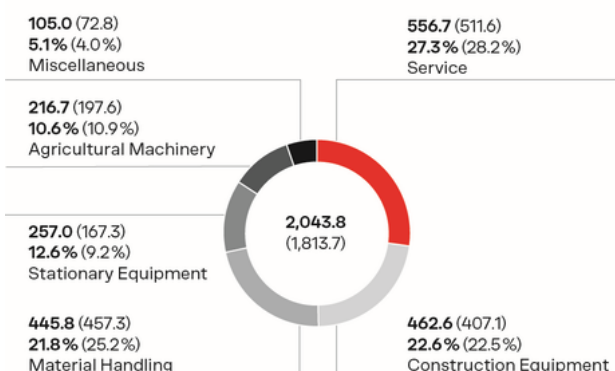 105.0 (72.8)
5.1% (4.0%)
Miscellaneous
556.7 (511.6)
27.3% (28.2%)
Service
216.7 (197.6)
10.6% (10.9%)
Agricultural Machinery
2,043.8
(1,813.7)
257.0 (167.3)
12.6% (9.2%)
Stationary Equipment
445.8 (457.3)
21.8% (25.2%)
Material Handling
462.6 (407.1)
22.6% (22.5%)
Construction Equipment